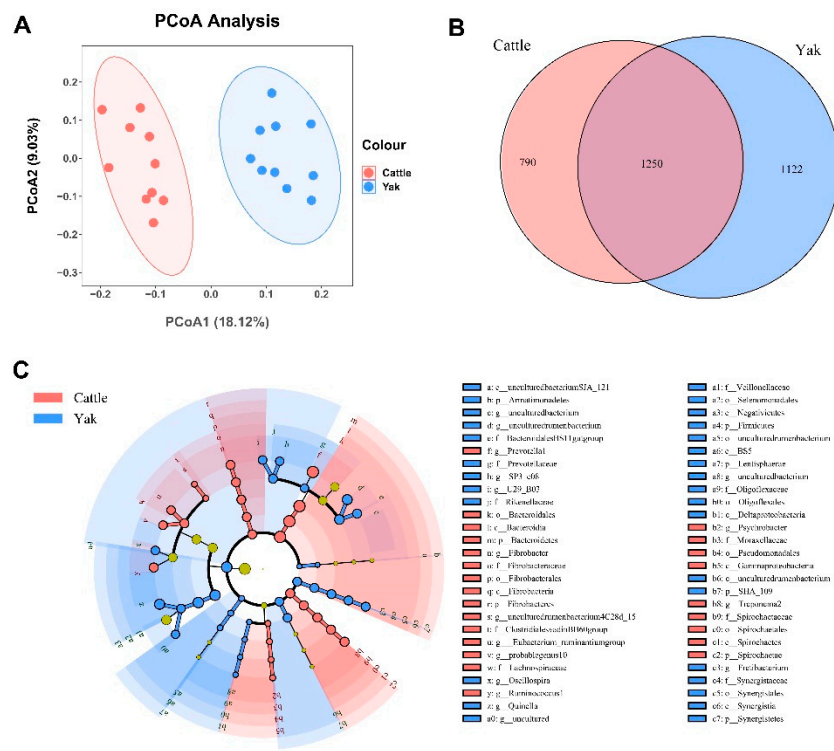 A
PCoA Analysis
0.2
0.1
0.0
−0.1
−0.2
−0.3
−0.2
−0.1
0.0
0.1
0.2
PCoA2 (9.03%)
PCoA1 (18.12%)
Colour
Cattle
Yak
B
Cattle
Yak
790
1250
1122
C
Cattle
Yak
a: c__unculturedbacteriumSJA_121
b: p__Armatimonadetes
c: g__unculturedbacterium
d: g__unculturedrumenbacterium
e: f__BacteroidalesBS11gutgroup
f: g__Prevotella1
g: f__Prevotellaceae
h: g__SP3_e08
i: g__U29_B03
j: f__Rikenellaceae
k: o__Bacteroidales
l: c__Bacteroidia
m: p__Bacteroidetes
n: g__Fibrobacter
o: f__Fibrobacteraceae
p: o__Fibrobacterales
q: c__Fibrobacteria
r: p__Fibrobacteres
s: g__unculturedrumenbacterium4C28d_15
t: f__ClostridialesvadinBB60group
u: g__Eubacterium_ruminantiumgroup
v: g__probablegenus10
w: f__Lachnospiraceae
x: g__Oscillospira
y: g__Ruminococcus1
z: g__Quinella
a0: g__uncultured
a1: f__Veillonellaceae
a2: o__Selenomonadales
a3: c__Negativicutes
a4: p__Firmicutes
a5: o__unculturedrumenbacterium
a6: c__BS5
a7: p__Lentisphaerae
a8: g__unculturedbacterium
a9: f__Oligoflexaceae
b0: o__Oligoflexales
b1: c__Deltaproteobacteria
b2: g__Psychrobacter
b3: f__Moraxellaceae
b4: o__Pseudomonadales
b5: c__Gammaproteobacteria
b6: c__unculturedrumenbacterium
b7: p__SHA_109
b8: g__Treponema2
b9: f__Spirochaetaceae
c0: o__Spirochaetales
c1: c__Spirochaetes
c2: p__Spirochaetae
c3: g__Fretibacterium
c4: f__Synergistaceae
c5: o__Synergistales
c6: c__Synergistia
c7: p__Synergistetes